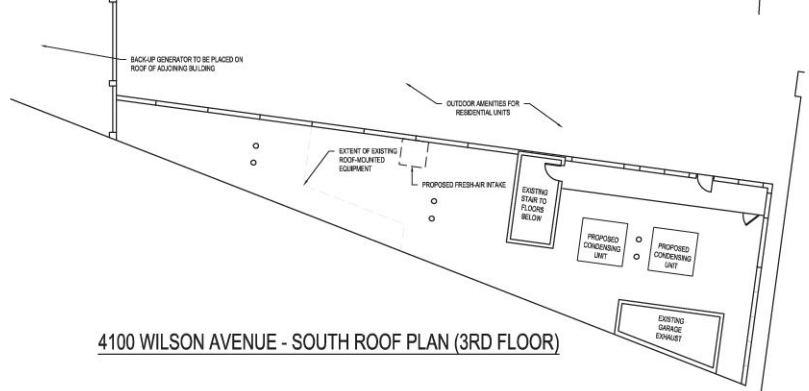 BACK-UP GENERATOR TO BE PLACED ON
ROOF OF ADJOINING BUILDING
OUTDOOR AMENITIES FOR
RESIDENTIAL UNITS
EXTENT OF EXISTING
ROOF-MOUNTED
EQUIPMENT
PROPOSED FRESH-AIR INTAKE
EXISTING
STAIR TO
FLOORS
BELOW
PROPOSED
CONDENSING
UNIT
PROPOSED
CONDENSING
UNIT
EXISTING
GARAGE
EXHAUST
4100 WILSON AVENUE - SOUTH ROOF PLAN (3RD FLOOR)